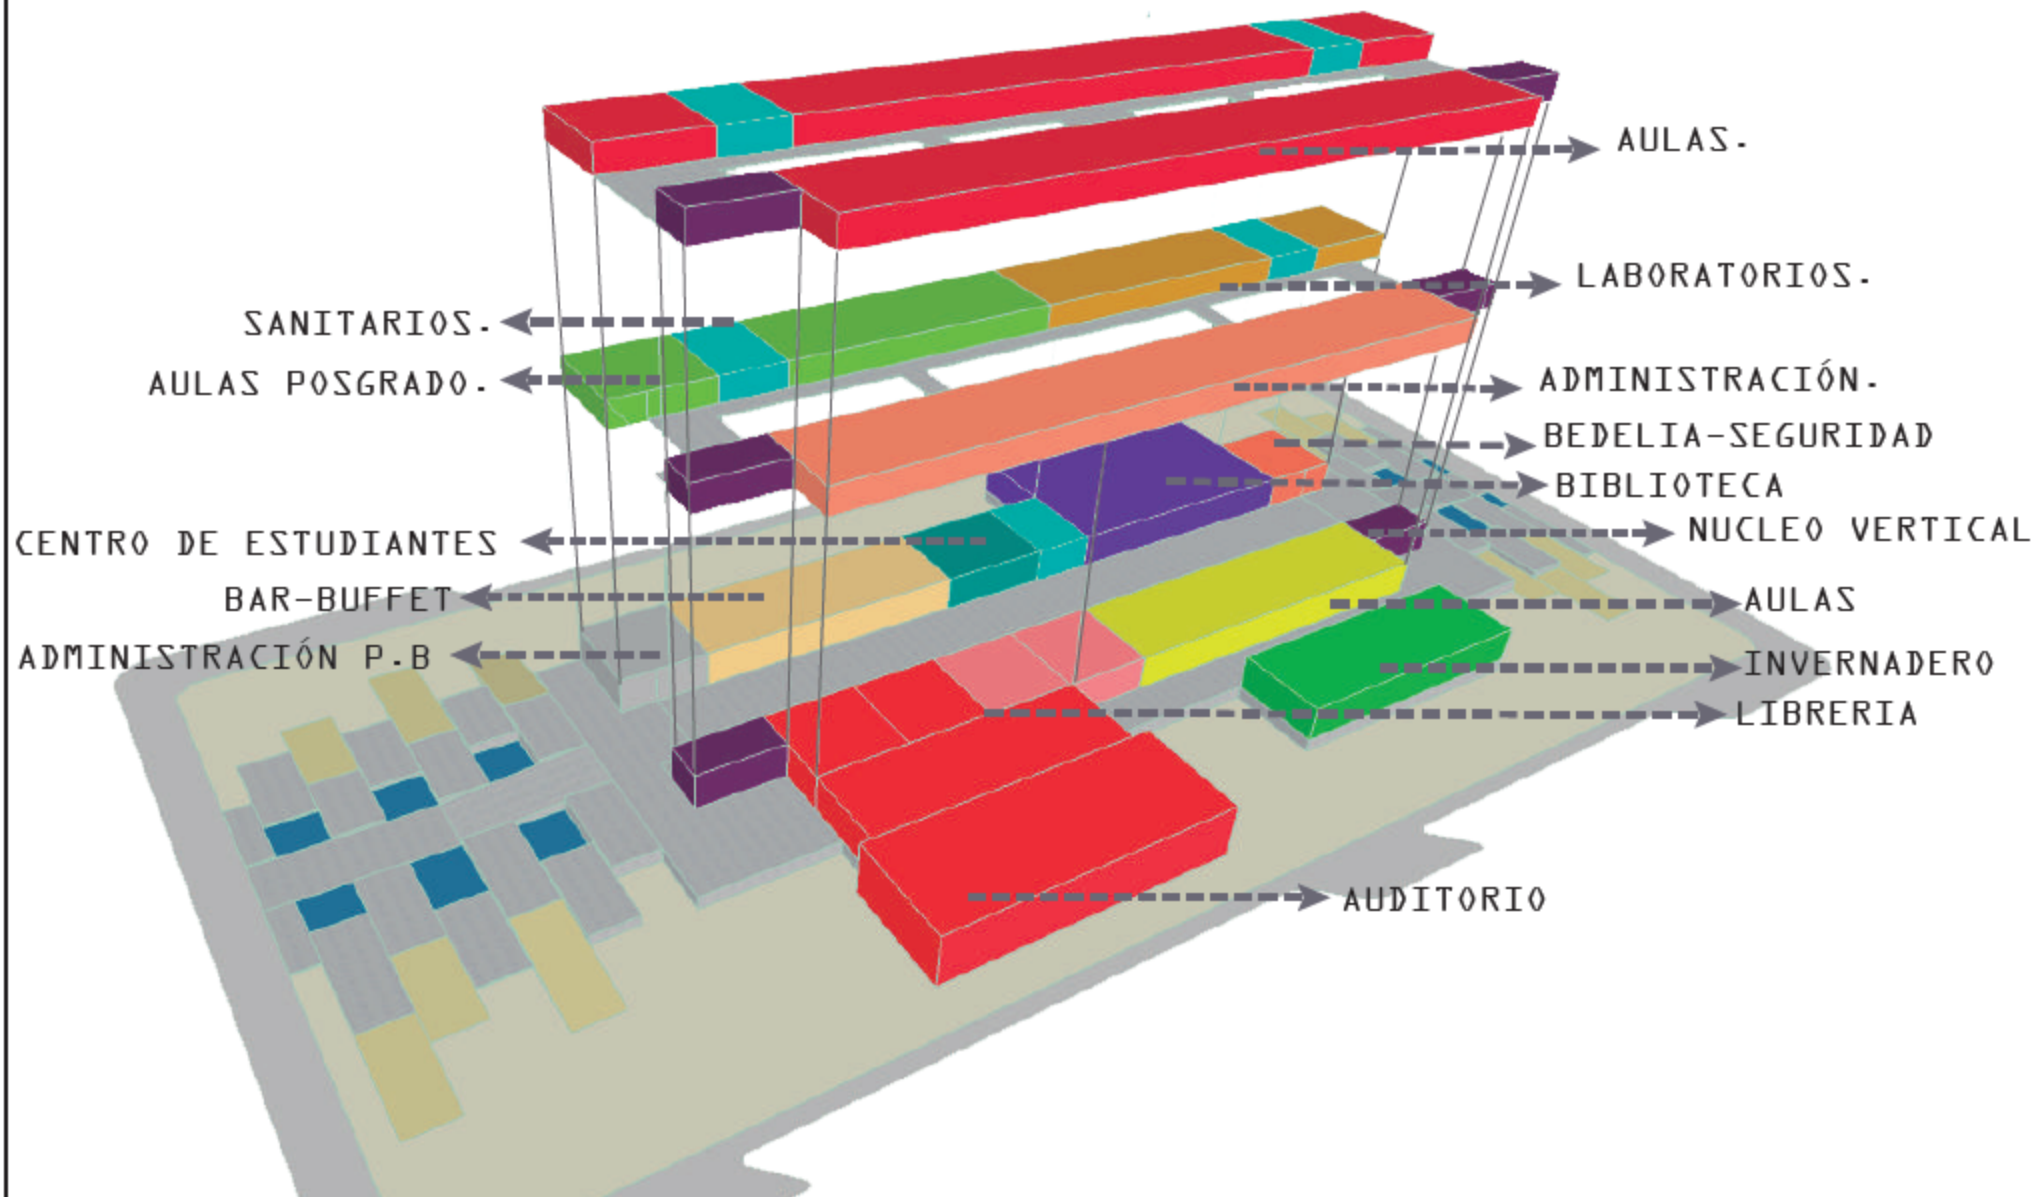 AULAS.
LABORATORIOS.
SANITARIOS.
AULAS POSGRADO.
ADMINISTRACIÓN.
BEDELIA-SEGURIDAD
BIBLIOTECA
NUCLEO VERTICAL
CENTRO DE ESTUDIANTES
BAR-BUFFET
AULAS
ADMINISTRACIÓN P.B
INVERNADERO
LIBRERIA
AUDITORIO